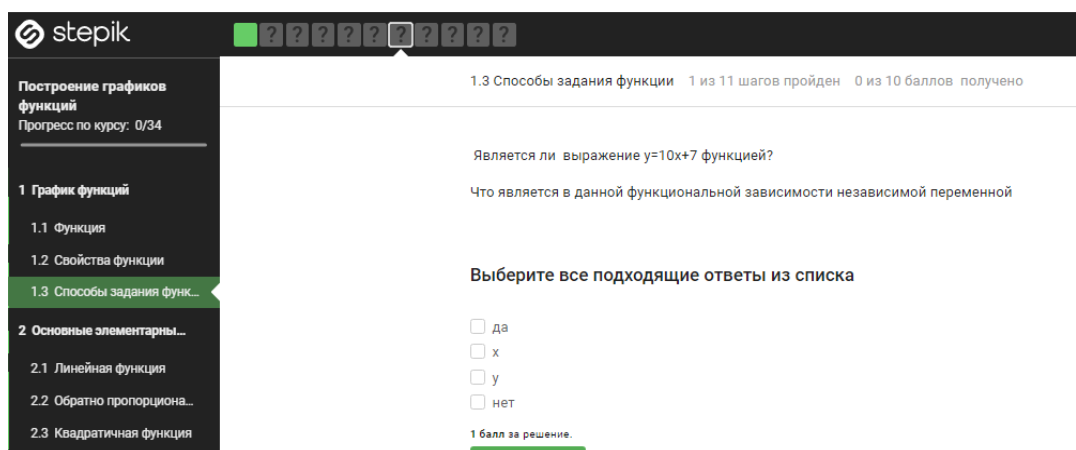 stepik
? ? ? ? ? ? ? ? ? ?
Построение графиков
функций
Прогресс по курсу: 0/34
1 График функций
1.1 Функция
1.2 Свойства функции
1.3 Способы задания функ...
2 Основные элементарны...
2.1 Линейная функция
2.2 Обратно пропорциона...
2.3 Квадратичная функция
1.3 Способы задания функции 1 из 11 шагов пройден 0 из 10 баллов получено
Является ли выражение y=10x+7 функцией?
Что является в данной функциональной зависимости независимой переменной
Выберите все подходящие ответы из списка
да
x
y
нет
1 балл за решение.